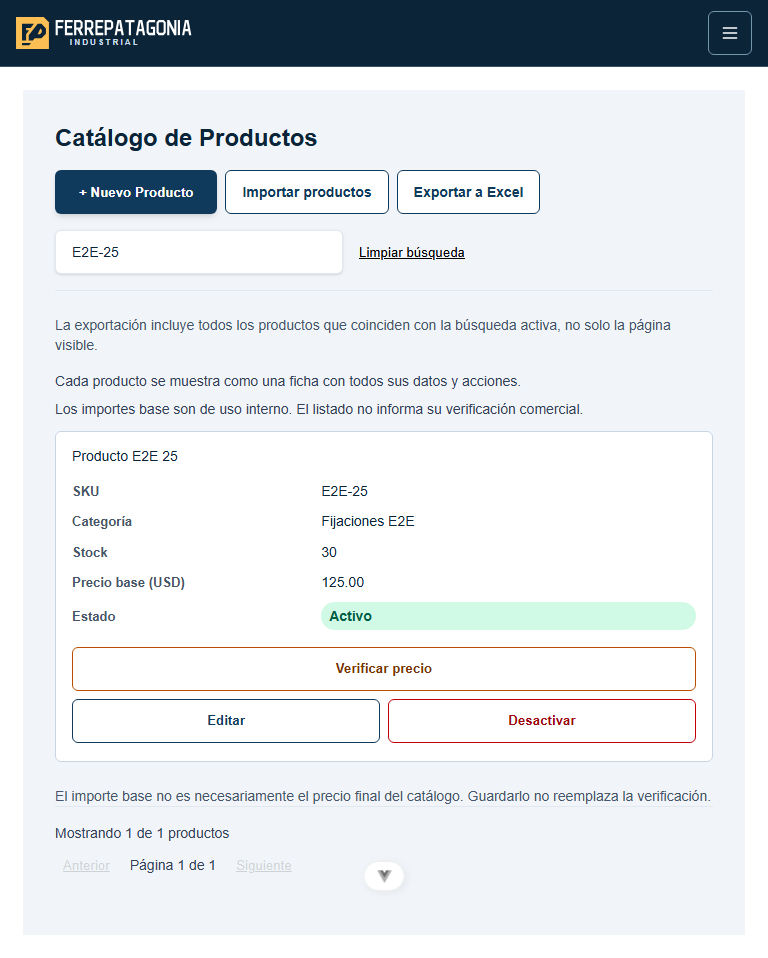 FERREPATAGONIA
INDUSTRIAL
Catálogo de Productos
+ Nuevo Producto
Importar productos
Exportar a Excel
E2E-25
Limpiar búsqueda
La exportación incluye todos los productos que coinciden con la búsqueda activa, no solo la página
visible.
Cada producto se muestra como una ficha con todos sus datos y acciones.
Los importes base son de uso interno. El listado no informa su verificación comercial.
Producto E2E 25
SKU E2E-25
Categoría Fijaciones E2E
Stock 30
Precio base (USD) 125.00
Estado Activo
Verificar precio
Editar
Desactivar
El importe base no es necesariamente el precio final del catálogo. Guardarlo no reemplaza la verificación.
Mostrando 1 de 1 productos
Anterior Página 1 de 1 Siguiente